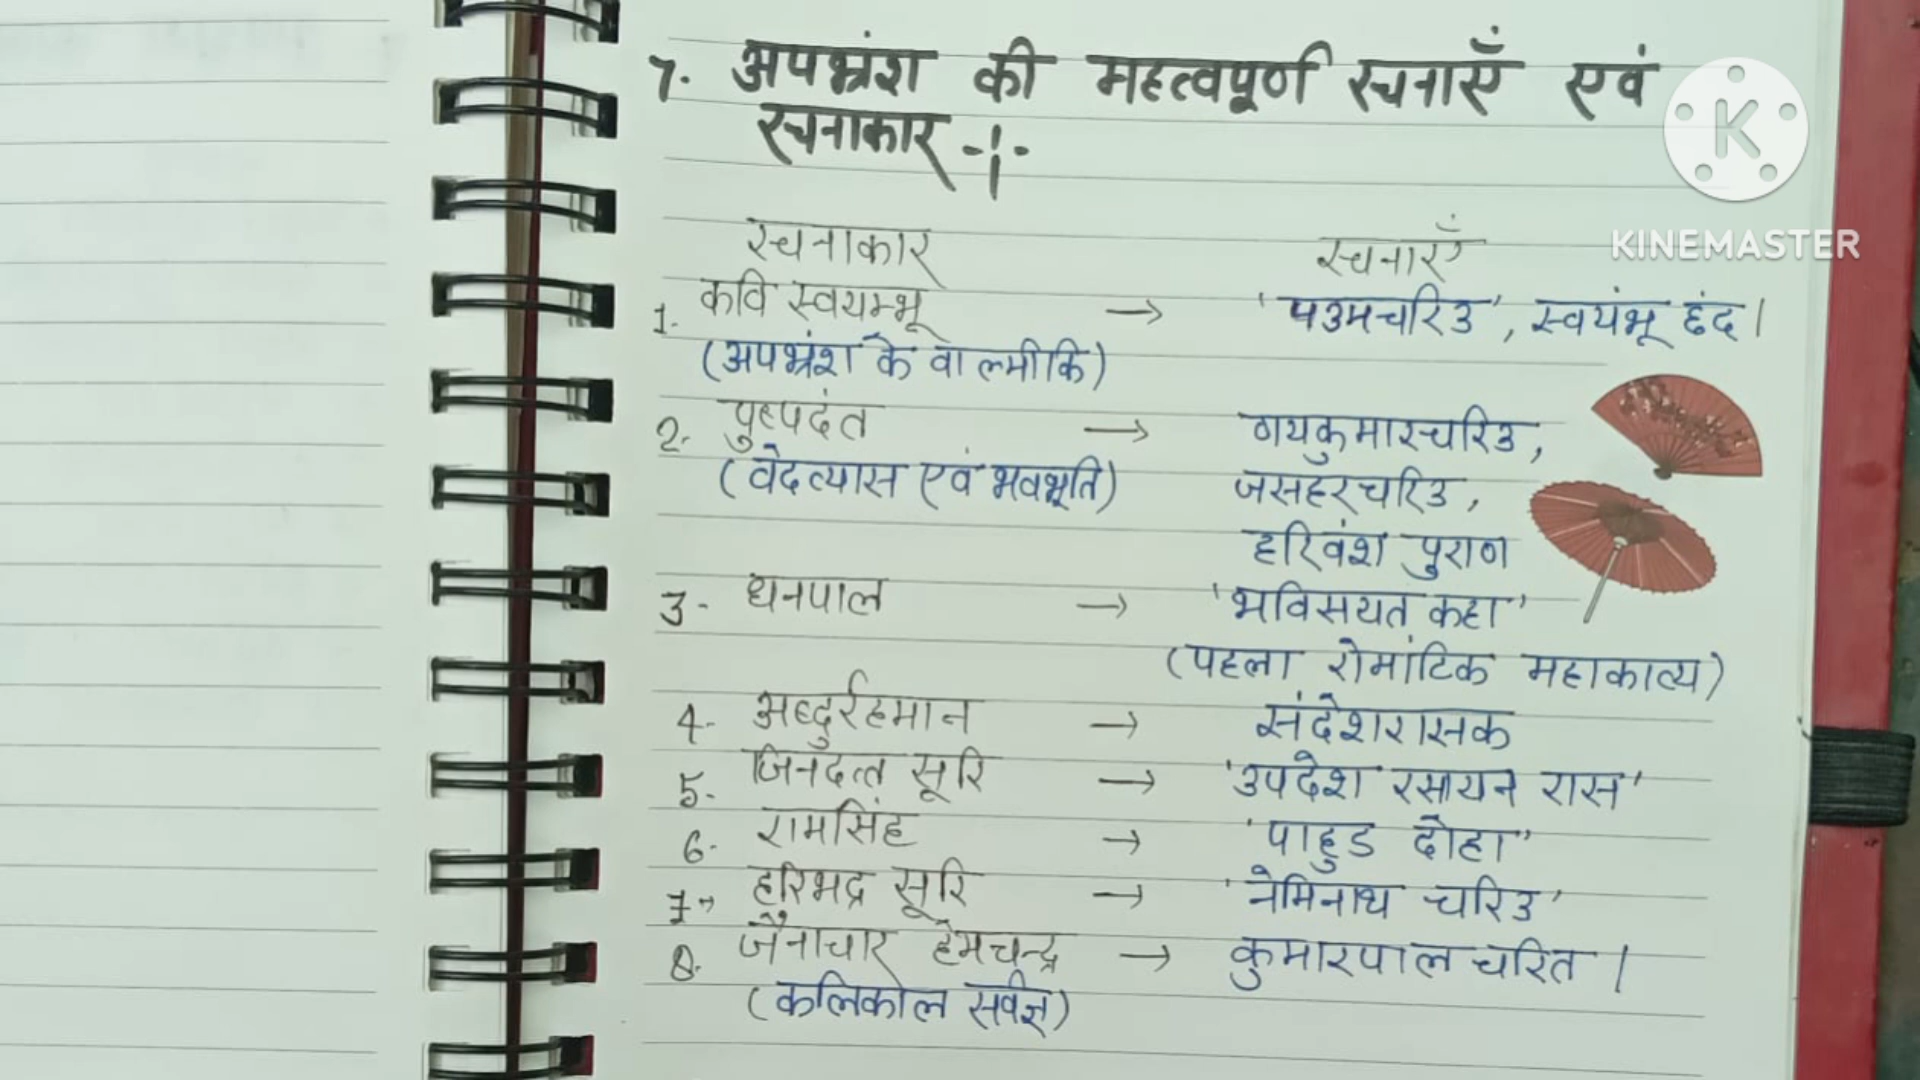 7. अपभ्रंश की महत्वपूर्ण रचनाएँ एवं
रचनाकार -:-
KINEMASTER
रचनाकार रचनाएँ
1. कवि स्वयम्भू → 'पउमचरिउ', स्वयंभू छंद।
(अपभ्रंश के वाल्मीकि)
2. पुष्पदंत → णयकुमारचरिउ,
(वेदव्यास एवं भवभूति) जसहरचरिउ,
हरिवंश पुराण
3- धनपाल → 'भविसयत कहा'
(पहला रोमांटिक महाकाव्य)
4- अब्दुर्रहमान → संदेशरासक
5- जिनदत्त सूरि → 'उपदेश रसायन रास'
6- रामसिंह → 'पाहुड दोहा'
7- हरिभद्र सूरि → 'नेमिनाथ चरिउ'
8- जैनाचार हेमचन्द्र → कुमारपाल चरित।
(कलिकाल सर्वज्ञ)